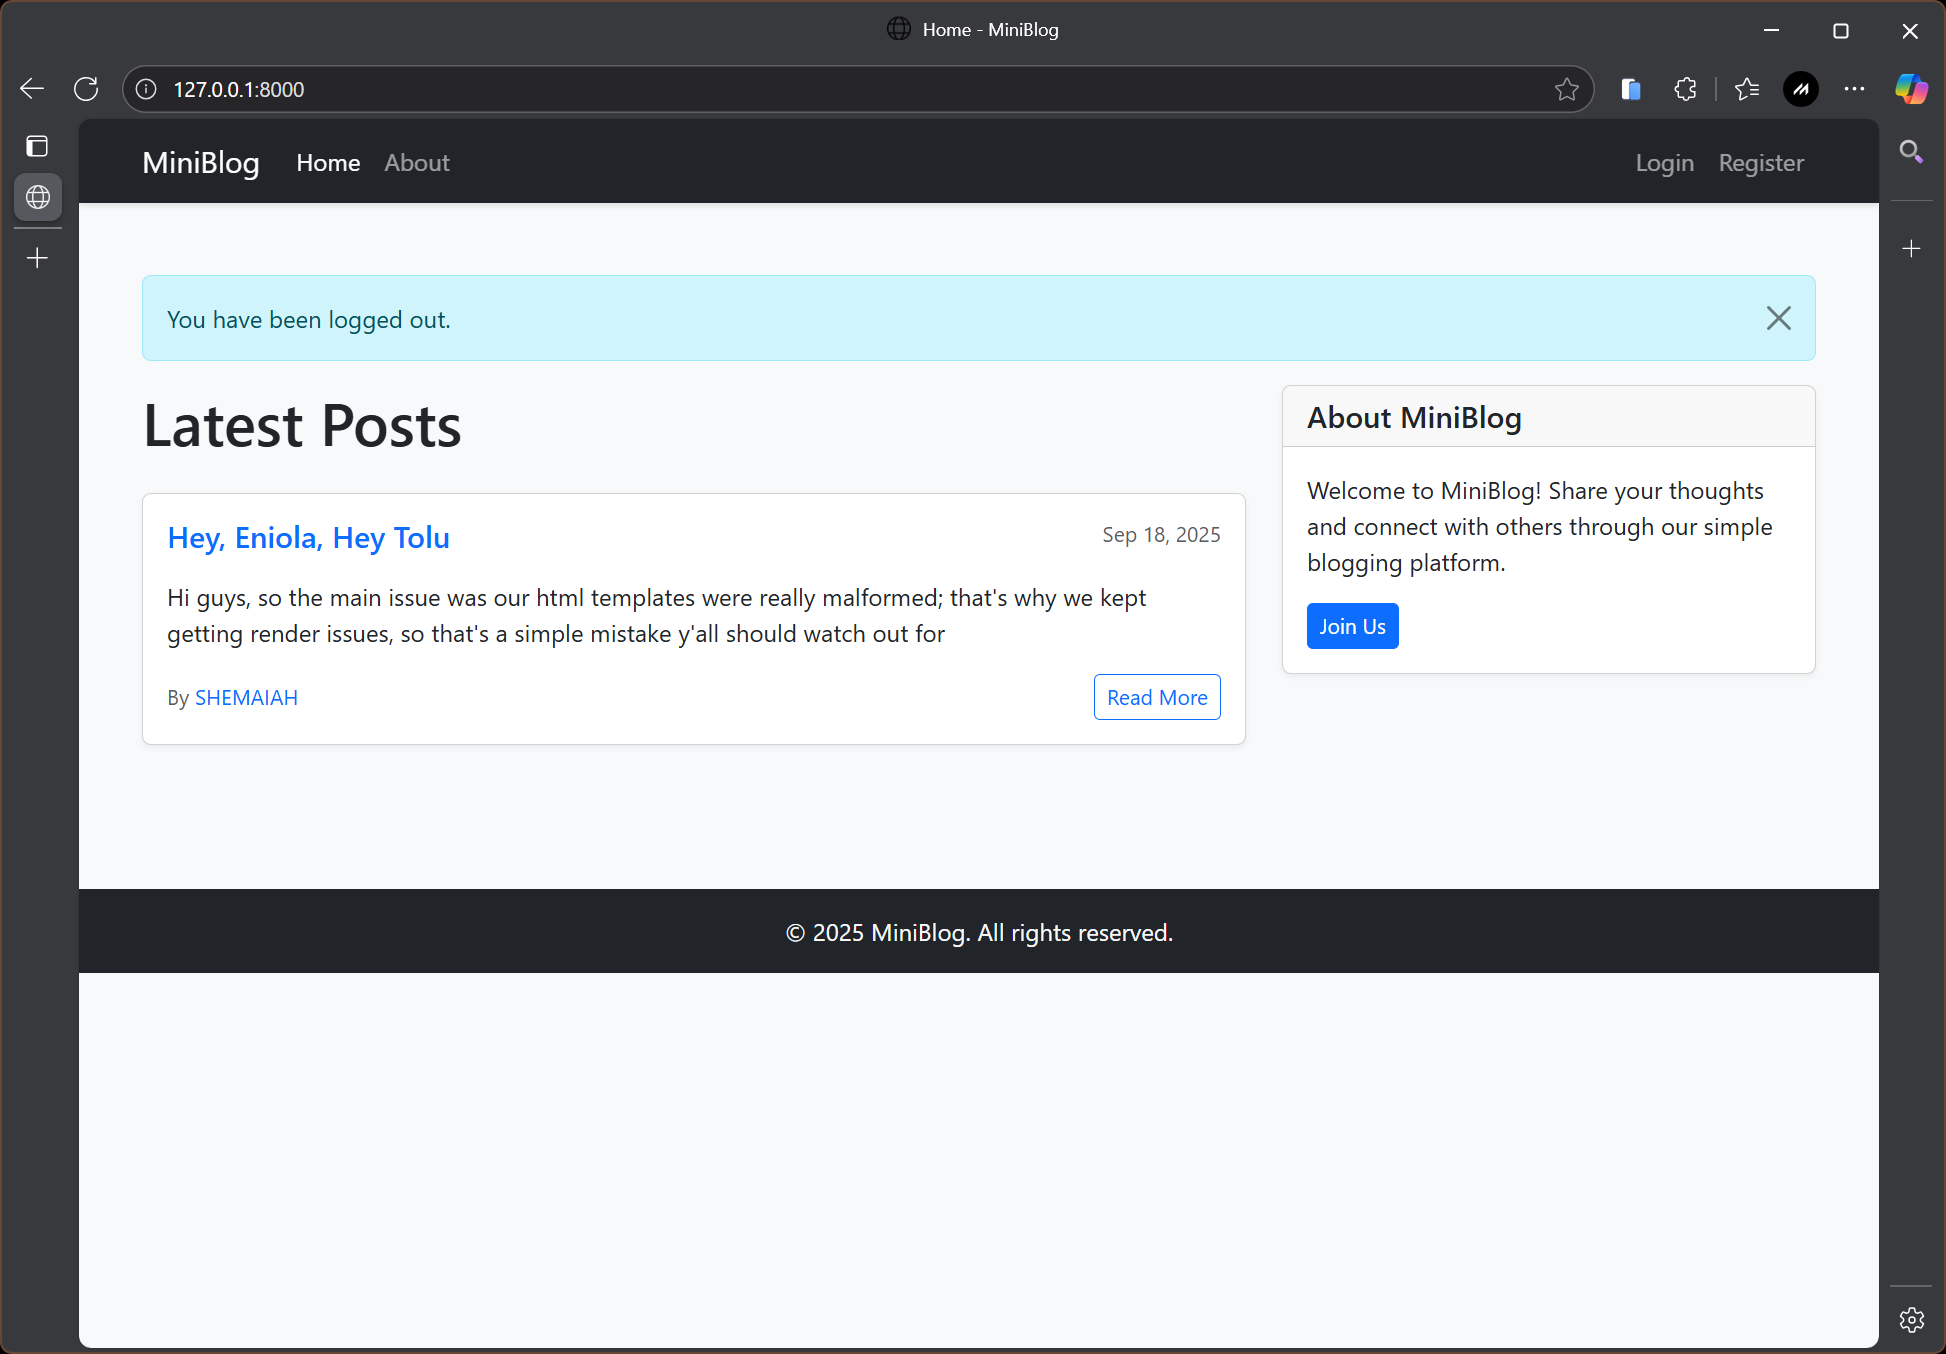 Home - MiniBlog
127.0.0.1:8000
MiniBlog Home About Login Register
You have been logged out.
Latest Posts
Hey, Eniola, Hey Tolu
Sep 18, 2025
Hi guys, so the main issue was our html templates were really malformed; that's why we kept
getting render issues, so that's a simple mistake y'all should watch out for
By SHEMAIAH
Read More
About MiniBlog
Welcome to MiniBlog! Share your thoughts
and connect with others through our simple
blogging platform.
Join Us
© 2025 MiniBlog. All rights reserved.